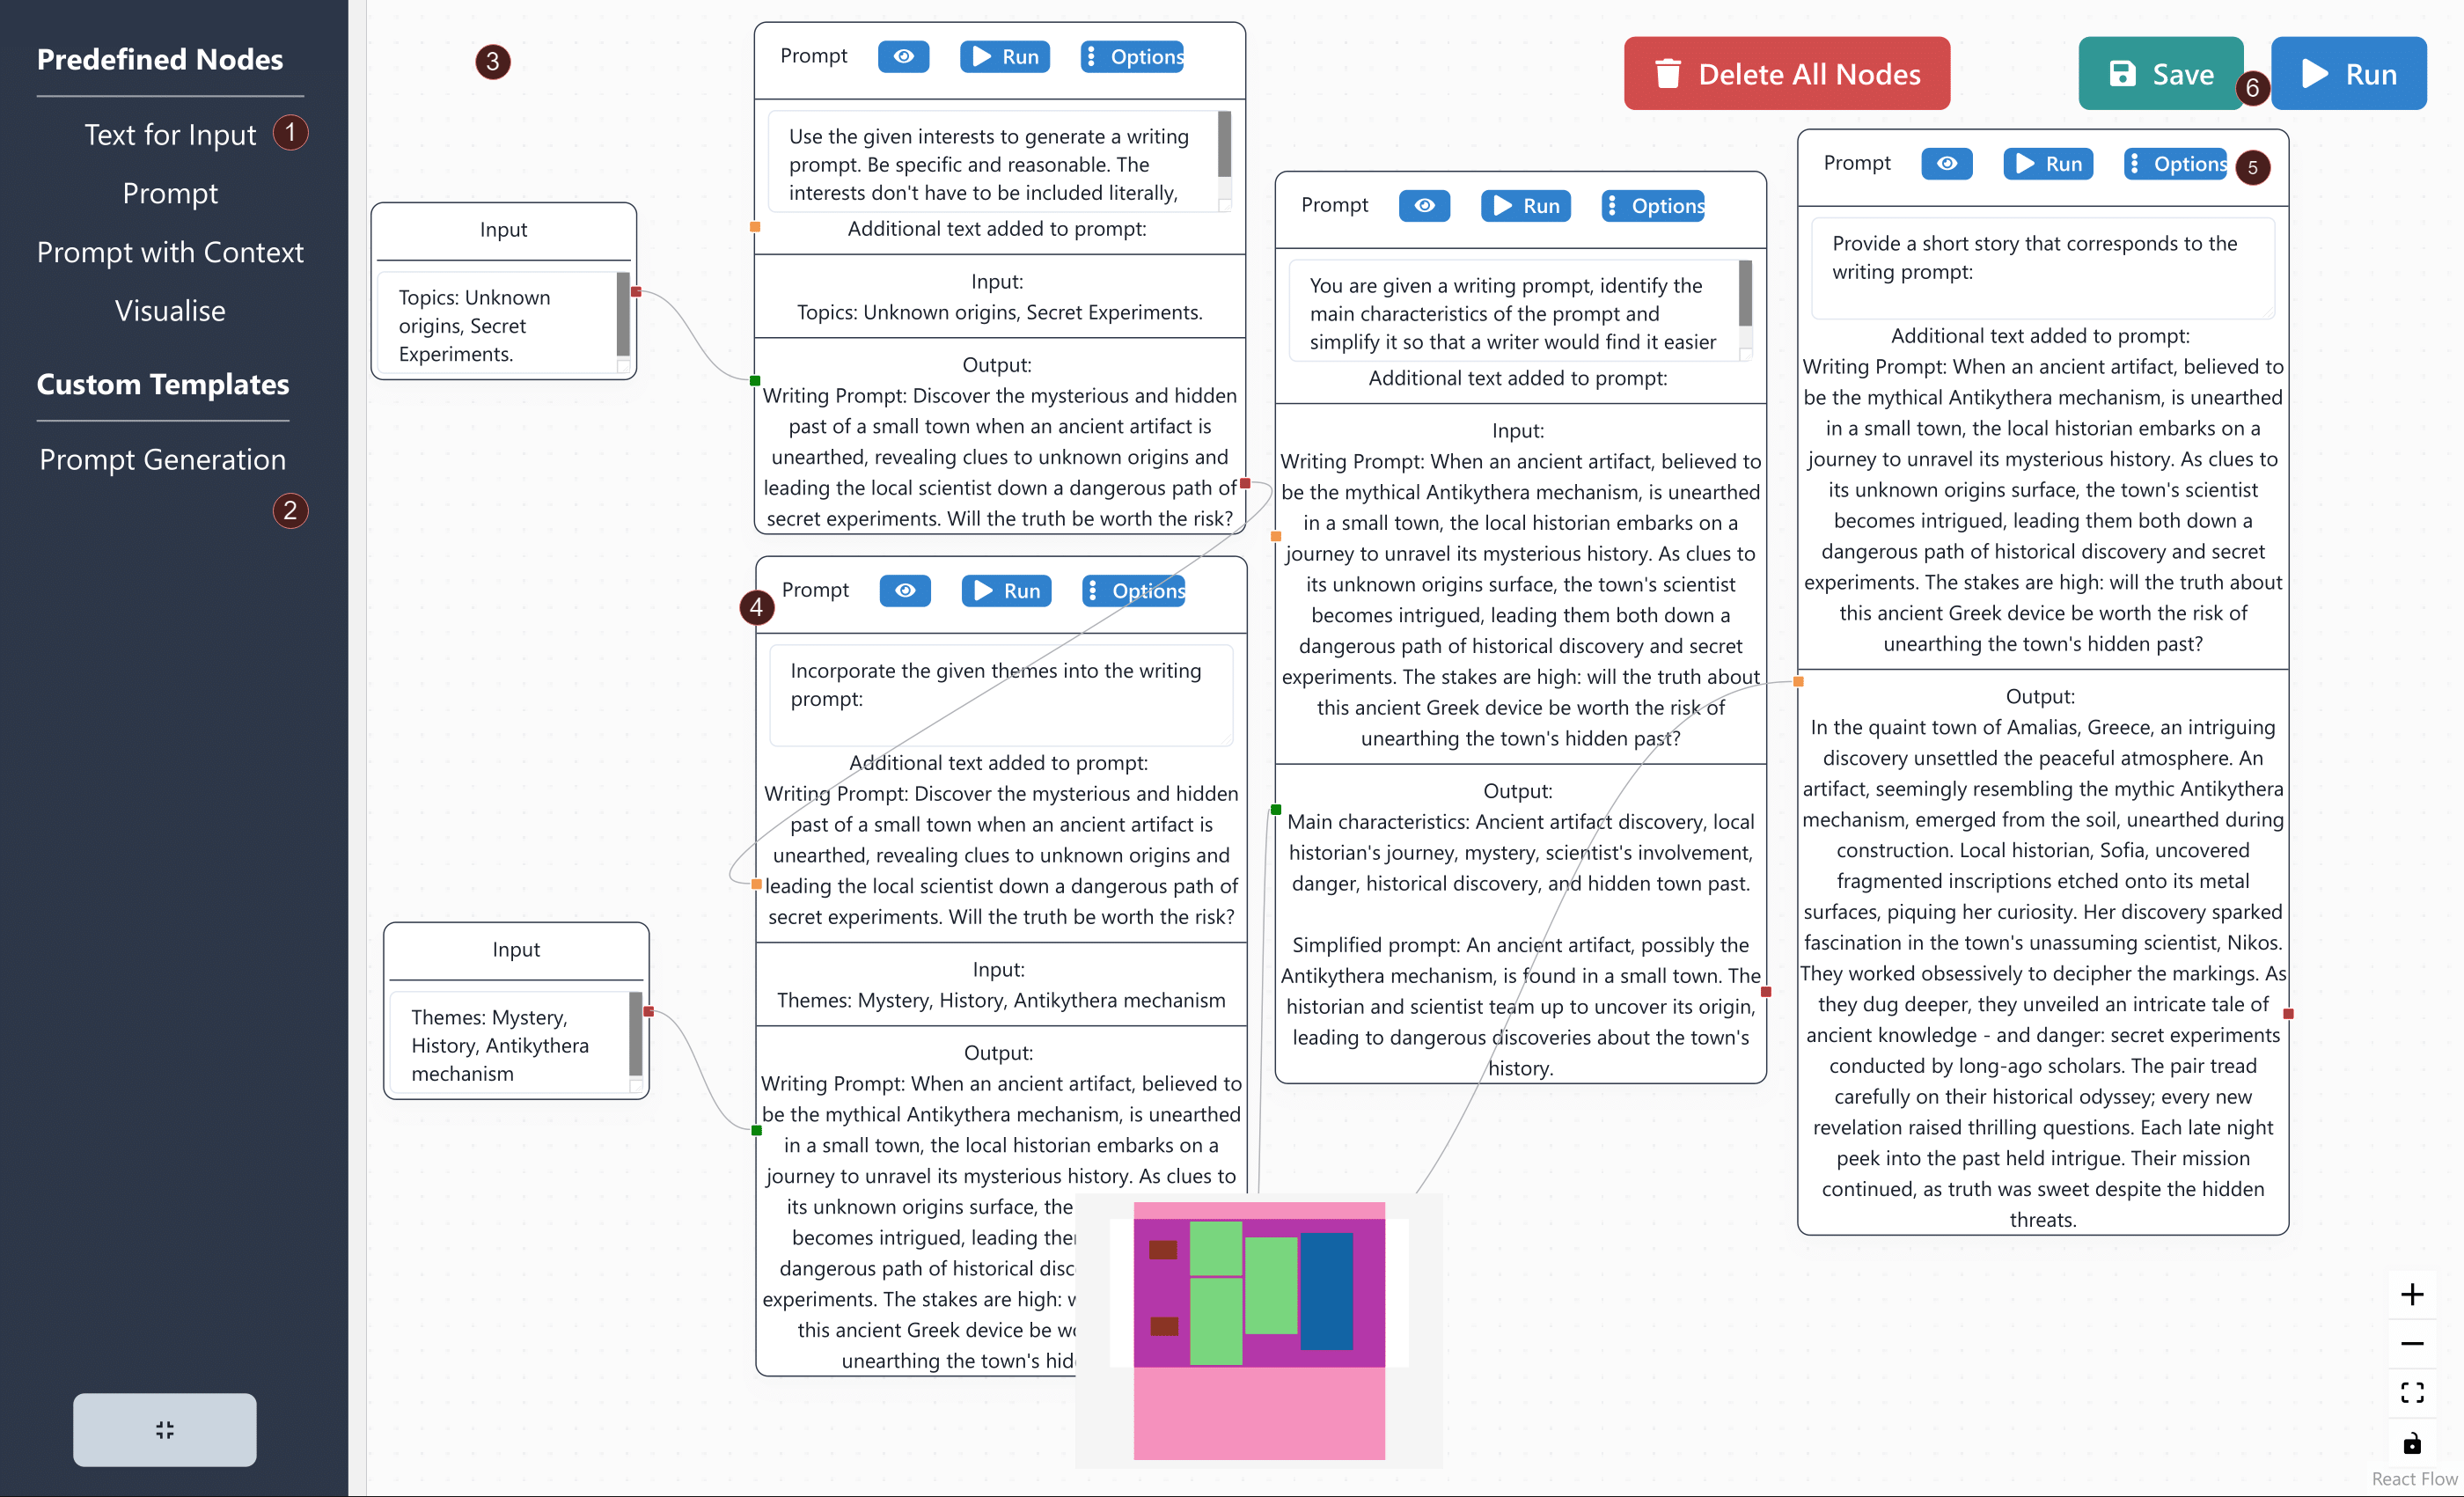 Predefined Nodes
Text for Input
1
Prompt
Prompt with Context
Visualise
Custom Templates
Prompt Generation
2
3
Input
Topics: Unknown
origins, Secret
Experiments.
Input
Themes: Mystery,
History, Antikythera
mechanism
Prompt
Run
Options
Use the given interests to generate a writing
prompt. Be specific and reasonable. The
interests don't have to be included literally,
Additional text added to prompt:
Input:
Topics: Unknown origins, Secret Experiments.
Output:
Writing Prompt: Discover the mysterious and hidden
past of a small town when an ancient artifact is
unearthed, revealing clues to unknown origins and
leading the local scientist down a dangerous path of
secret experiments. Will the truth be worth the risk?
4
Prompt
Run
Options
Incorporate the given themes into the writing
prompt:
Additional text added to prompt:
Writing Prompt: Discover the mysterious and hidden
past of a small town when an ancient artifact is
unearthed, revealing clues to unknown origins and
leading the local scientist down a dangerous path of
secret experiments. Will the truth be worth the risk?
Input:
Themes: Mystery, History, Antikythera mechanism
Output:
Writing Prompt: When an ancient artifact, believed to
be the mythical Antikythera mechanism, is unearthed
in a small town, the local historian embarks on a
journey to unravel its mysterious history. As clues to
its unknown origins surface, the
becomes intrigued, leading
dangerous path of historical
experiments. The stakes are high:
this ancient Greek device be
unearthing the town's
Prompt
Run
Options
You are given a writing prompt, identify the
main characteristics of the prompt and
simplify it so that a writer would find it easier
Additional text added to prompt:
Input:
Writing Prompt: When an ancient artifact, believed to
be the mythical Antikythera mechanism, is unearthed
in a small town, the local historian embarks on a
journey to unravel its mysterious history. As clues to
its unknown origins surface, the town's scientist
becomes intrigued, leading them both down a
dangerous path of historical discovery and secret
experiments. The stakes are high: will the truth about
this ancient Greek device be worth the risk of
unearthing the town's hidden past?
Output:
Main characteristics: Ancient artifact discovery, local
historian's journey, mystery, scientist's involvement,
danger, historical discovery, and hidden town past.
Simplified prompt: An ancient artifact, possibly the
Antikythera mechanism, is found in a small town. The
historian and scientist team up to uncover its origin,
leading to dangerous discoveries about the town's
history.
Delete All Nodes
Save
6
Run
Prompt
Run
Options
5
Provide a short story that corresponds to the
writing prompt:
Additional text added to prompt:
Writing Prompt: When an ancient artifact, believed to
be the mythical Antikythera mechanism, is unearthed
in a small town, the local historian embarks on a
journey to unravel its mysterious history. As clues to
its unknown origins surface, the town's scientist
becomes intrigued, leading them both down a
dangerous path of historical discovery and secret
experiments. The stakes are high: will the truth about
this ancient Greek device be worth the risk of
unearthing the town's hidden past?
Output:
In the quaint town of Amalias, Greece, an intriguing
discovery unsettled the peaceful atmosphere. An
artifact, seemingly resembling the mythic Antikythera
mechanism, emerged from the soil, unearthed during
construction. Local historian, Sofia, uncovered
fragmented inscriptions etched onto its metal
surfaces, piquing her curiosity. Her discovery sparked
fascination in the town's unassuming scientist, Nikos.
They worked obsessively to decipher the markings. As
they dug deeper, they unveiled an intricate tale of
ancient knowledge - and danger: secret experiments
conducted by long-ago scholars. The pair tread
carefully on their historical odyssey; every new
revelation raised thrilling questions. Each late night
peek into the past held intrigue. Their mission
continued, as truth was sweet despite the hidden
threats.
React Flow